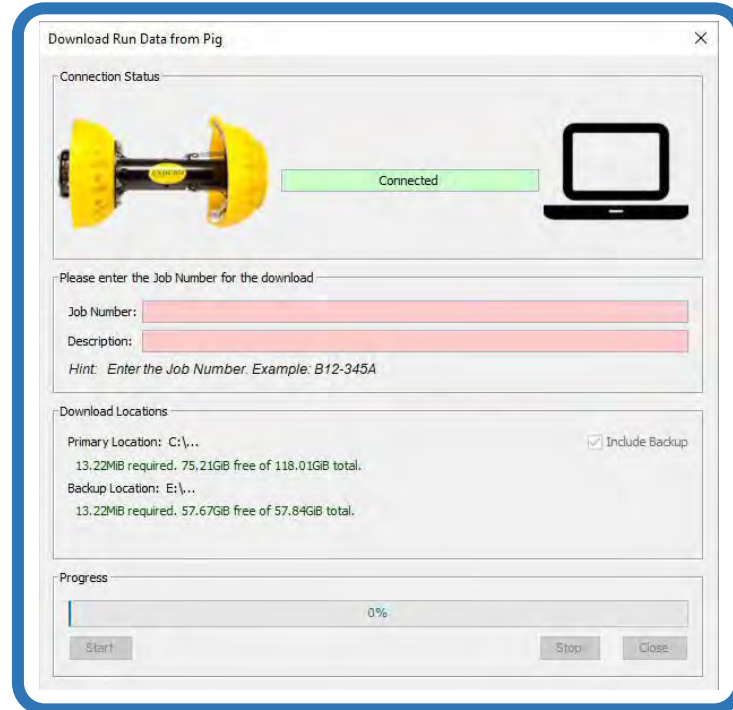 Download Run Data from Pig
Connection Status
ENDURO
Connected
Please enter the Job Number for the download
Job Number:
Description:
Hint: Enter the Job Number. Example: B12-345A
Download Locations
Primary Location: C:\...
Include Backup
13.22MiB required. 75.21GiB free of 118.01GiB total.
Backup Location: E:\...
13.22MiB required. 57.67GiB free of 57.84GiB total.
Progress
0%
Start
Stop
Close